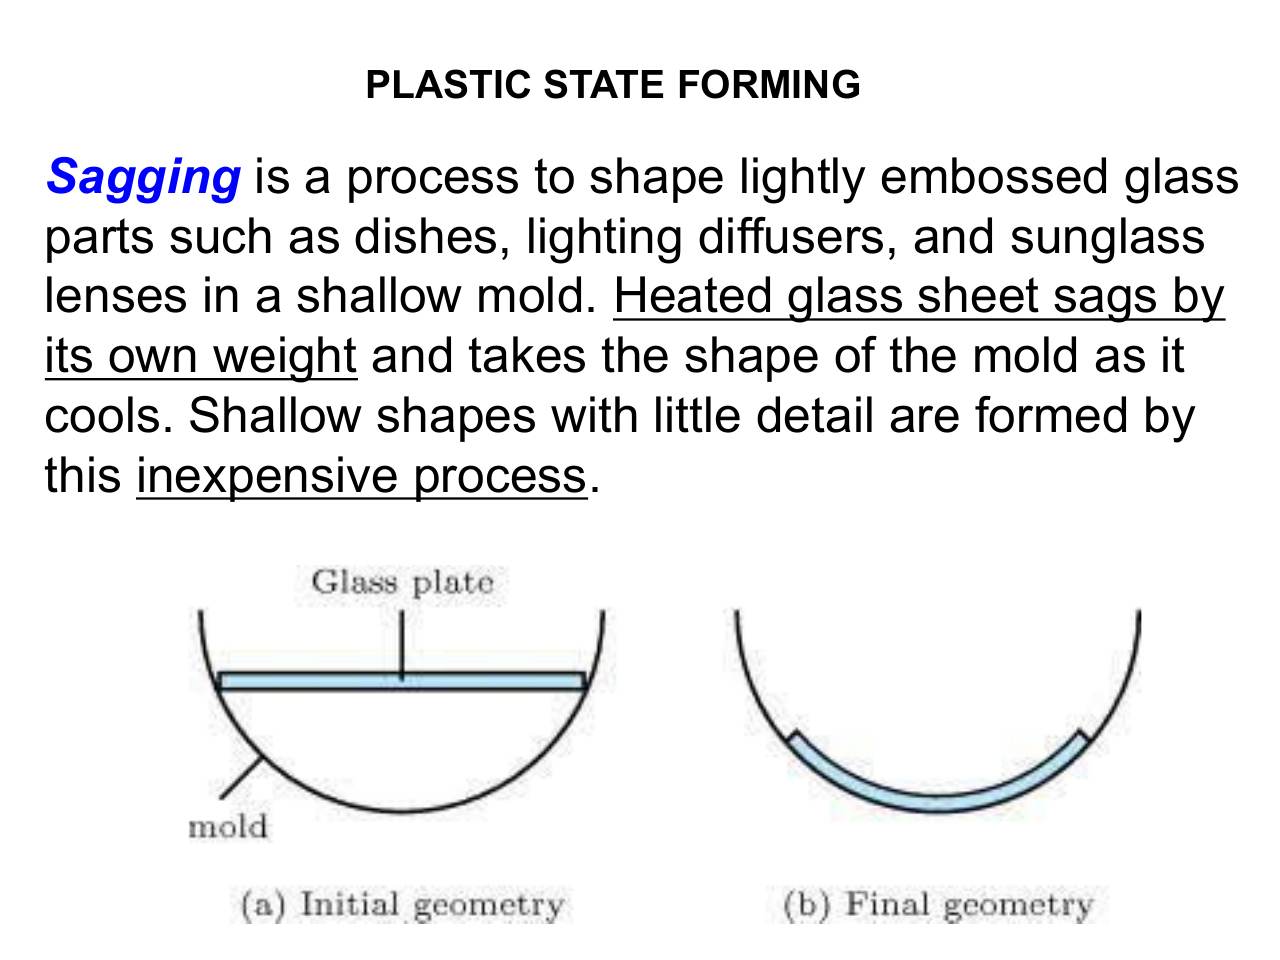 PLASTIC STATE FORMING
Sagging is a process to shape lightly embossed glass
parts such as dishes, lighting diffusers, and sunglass
lenses in a shallow mold. Heated glass sheet sags by
its own weight and takes the shape of the mold as it
cools. Shallow shapes with little detail are formed by
this inexpensive process.
Glass plate
mold
(a) Initial geometry
(b) Final geometry